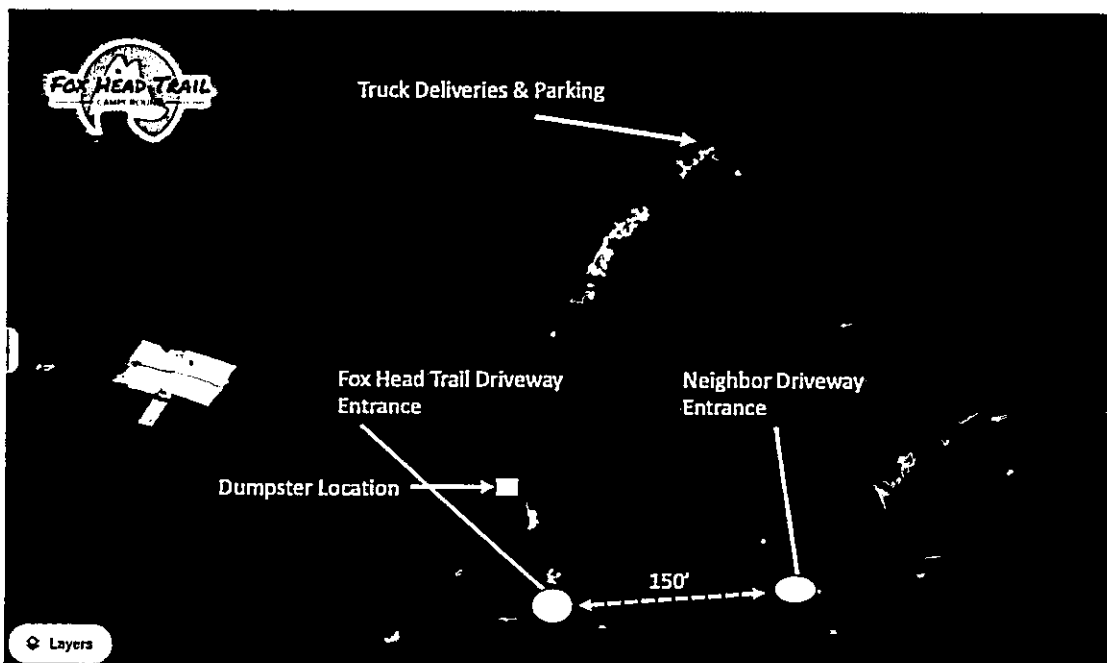 FOX HEAD TRAIL
Truck Deliveries & Parking
Fox Head Trail Driveway
Entrance
Neighbor Driveway
Entrance
Dumpster Location
150'
Layers